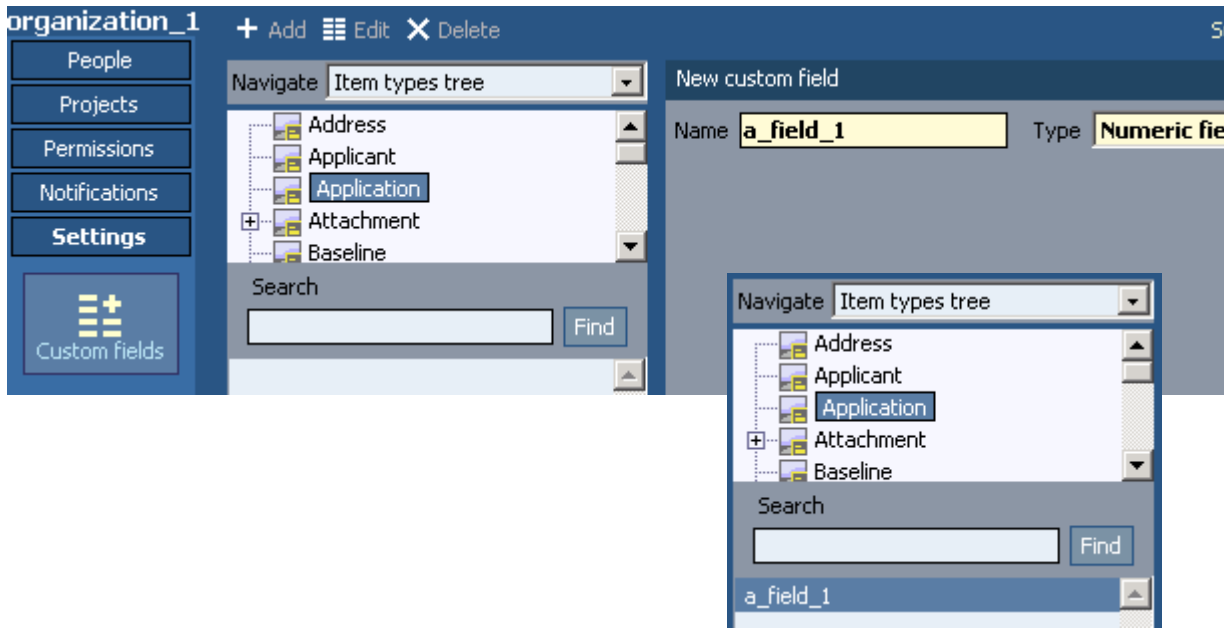 organization_1
Add Edit Delete
People
Projects
Permissions
Notifications
Settings
Custom fields
Navigate Item types tree
Address
Applicant
Application
Attachment
Baseline
Search
Find
New custom field
Name a_field_1 Type Numeric
Navigate Item types tree
Address
Applicant
Application
Attachment
Baseline
Search
Find
a_field_1